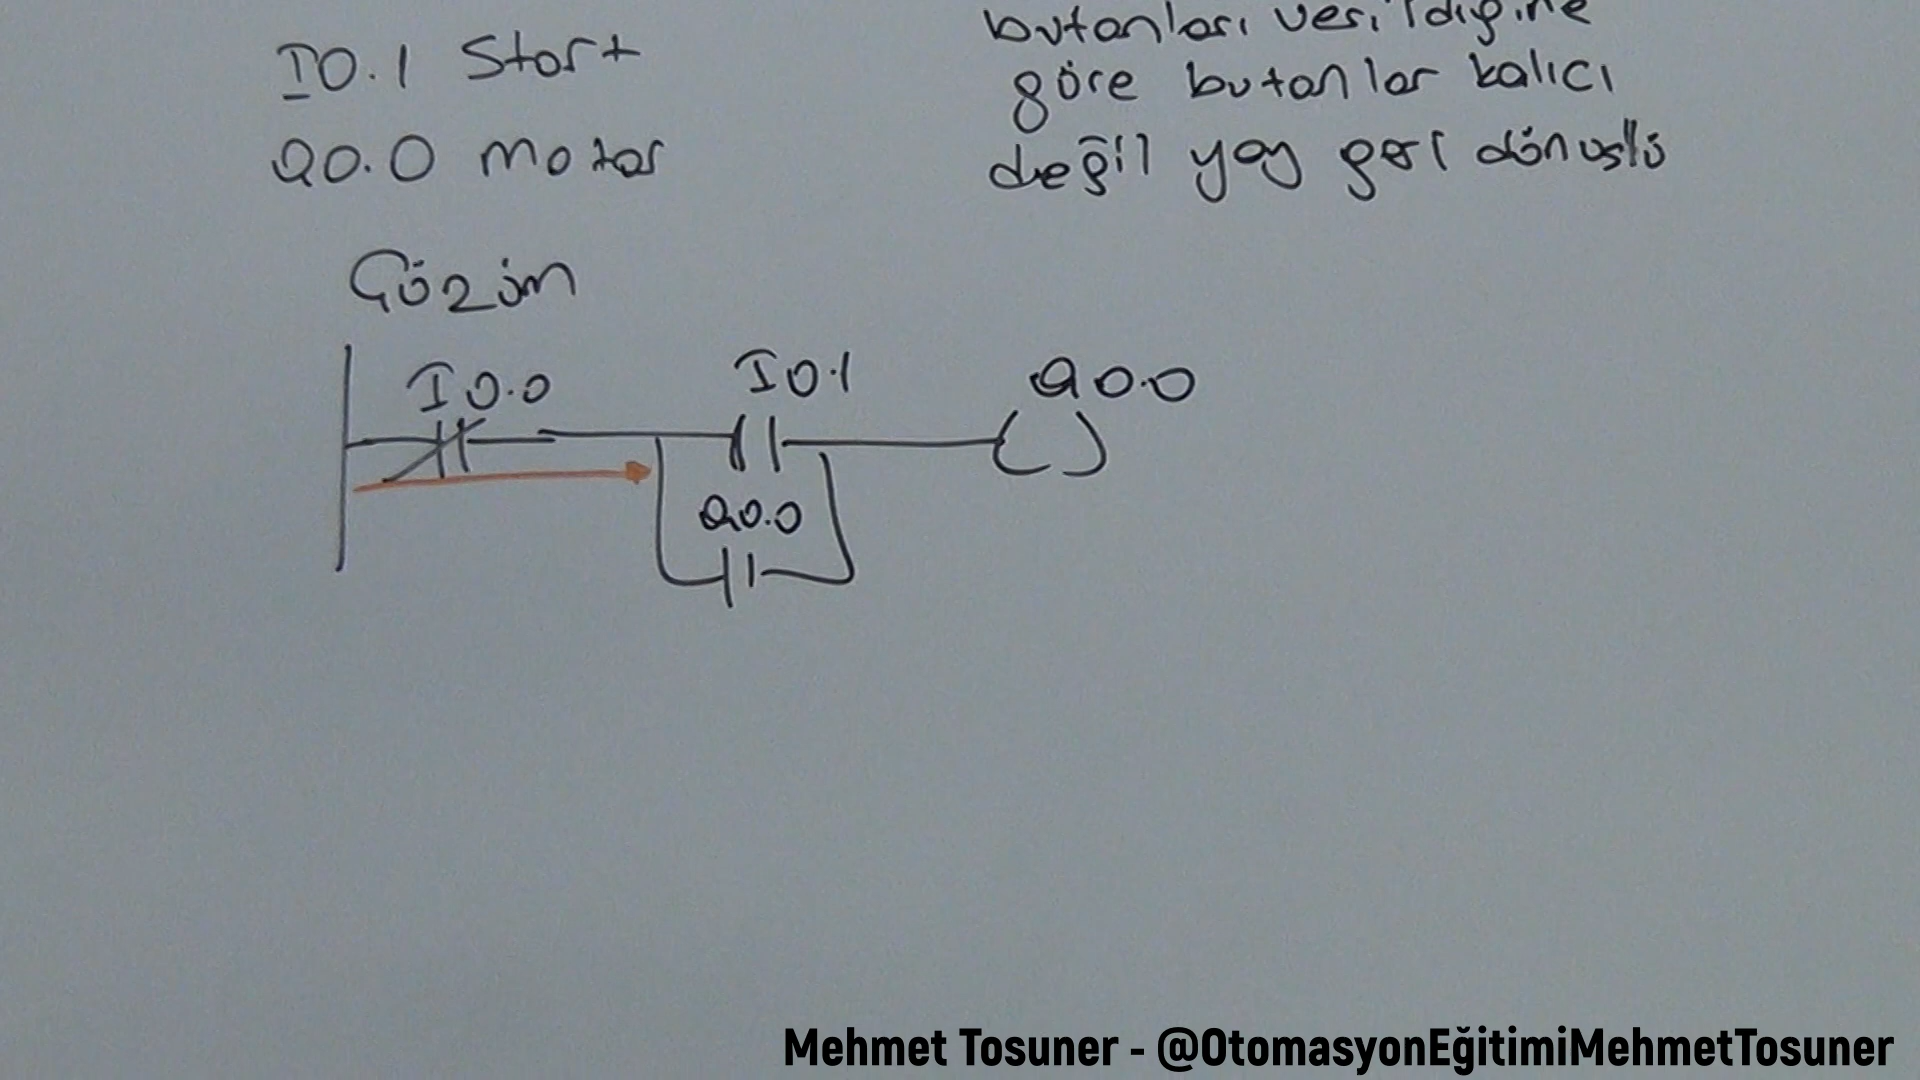 I0.1 Start
Q0.0 Motor
butonları verildiğine
göre butonlar kalıcı
değil yay geri dönüşlü
Çözüm
I0.0
I0.1
Q0.0
Q0.0
Mehmet Tosuner - @OtomasyonEğitimiMehmetTosuner